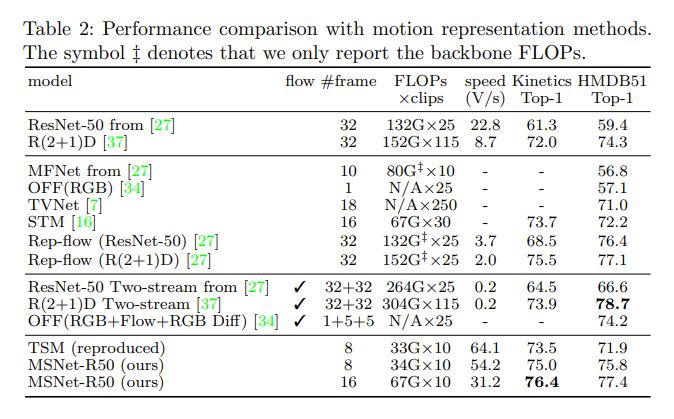 Table 2: Performance comparison with motion representation methods.
The symbol ‡ denotes that we only report the backbone FLOPs.
model flow #frame FLOPs speed Kinetics HMDB51
×clips (V/s) Top-1 Top-1
ResNet-50 from [27] 32 132G×25 22.8 61.3 59.4
R(2+1)D [37] 32 152G×115 8.7 72.0 74.3
MFNet from [27] 10 80G‡×10 - - 56.8
OFF(RGB) [34] 1 N/A×25 - - 57.1
TVNet [7] 18 N/A×250 - - 71.0
STM [16] 16 67G×30 - 73.7 72.2
Rep-flow (ResNet-50) [27] 32 132G‡×25 3.7 68.5 76.4
Rep-flow (R(2+1)D) [27] 32 152G‡×25 2.0 75.5 77.1
ResNet-50 Two-stream from [27] ✓ 32+32 264G×25 0.2 64.5 66.6
R(2+1)D Two-stream [37] ✓ 32+32 304G×115 0.2 73.9 78.7
OFF(RGB+Flow+RGB Diff) [34] ✓ 1+5+5 N/A×25 - - 74.2
TSM (reproduced) 8 33G×10 64.1 73.5 71.9
MSNet-R50 (ours) 8 34G×10 54.2 75.0 75.8
MSNet-R50 (ours) 16 67G×10 31.2 76.4 77.4